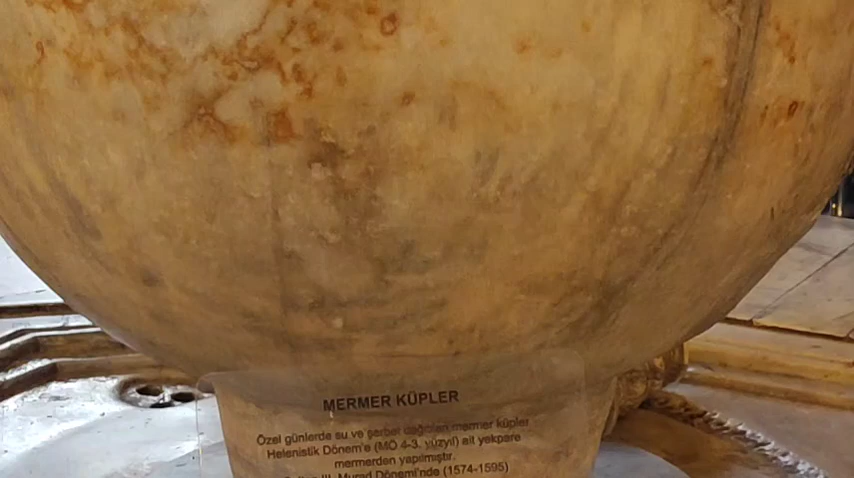 MERMER KÜPLER
Özel günlerde su ve şerbet dağıtılan mermer küpler
Helenistik Dönem'e (MÖ 4-3. yüzyıl) ait yekpare
mermerden yapılmıştır.
III. Murad Dönemi'nde (1574-1595)